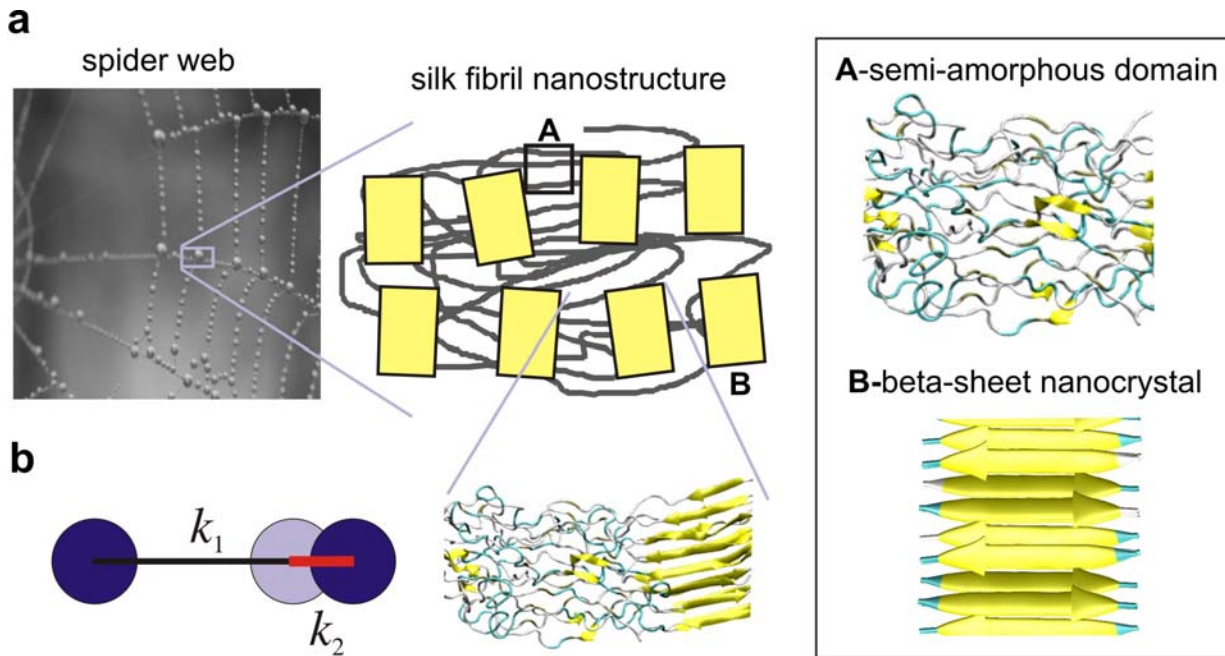 a
spider web
silk fibril nanostructure
A
B
A-semi-amorphous domain
B-beta-sheet nanocrystal
b
k1
k2